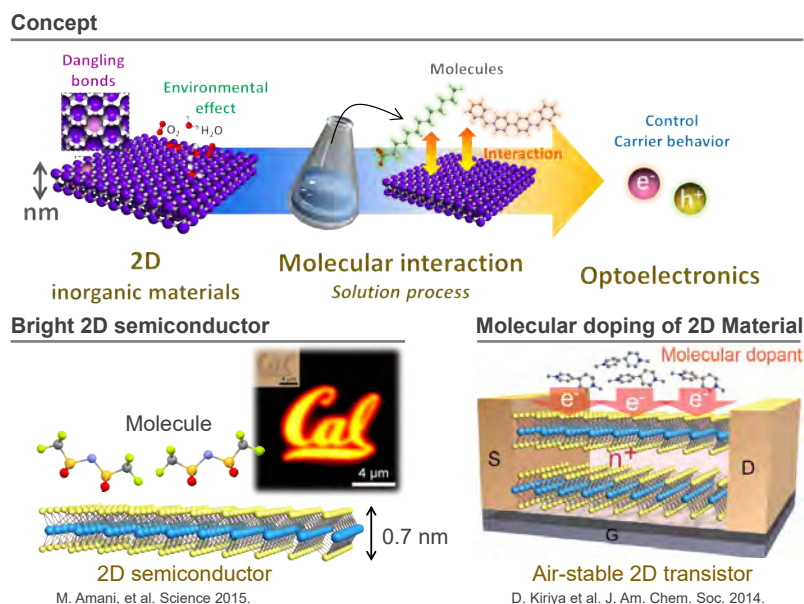 Concept
Dangling
bonds
Environmental
effect
O₂
H₂O
nm
Molecules
Interaction
Control
Carrier behavior
e⁻
h⁺
2D
inorganic materials
Molecular interaction
Solution process
Optoelectronics
Bright 2D semiconductor
Molecule
Cal
Cal
4 µm
0.7 nm
2D semiconductor
M. Amani, et al. Science 2015.
Molecular doping of 2D Material
Molecular dopant
e⁻ e⁻ e⁻
S
n⁺
D
G
Air-stable 2D transistor
D. Kiriya et al. J. Am. Chem. Soc. 2014.